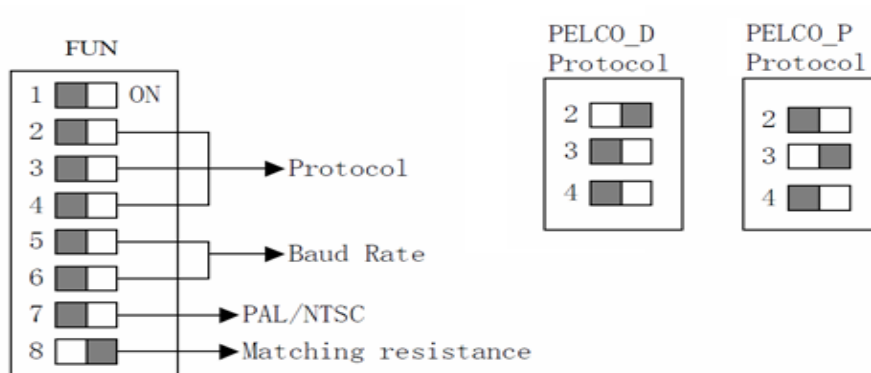 FUN
1 ON
2
3
4
5
6
7
8
Protocol
Baud Rate
PAL/NTSC
Matching resistance
PELCO_D
Protocol
2
3
4
PELCO_P
Protocol
2
3
4